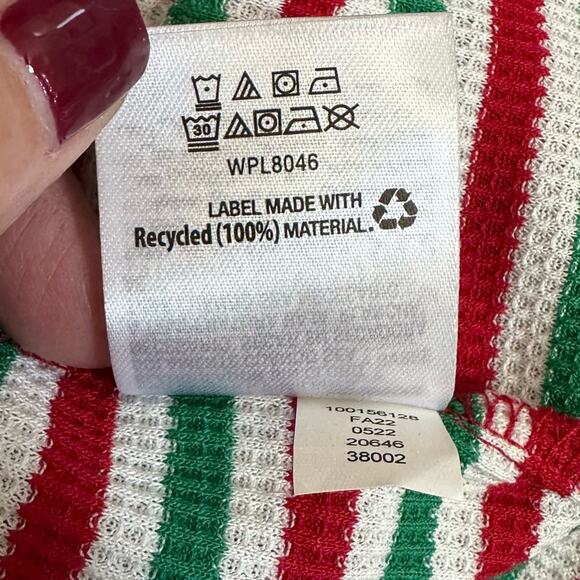 30
WPL8046
LABEL MADE WITH
Recycled (100%) MATERIAL.
100156128
FA22
0522
20646
38002